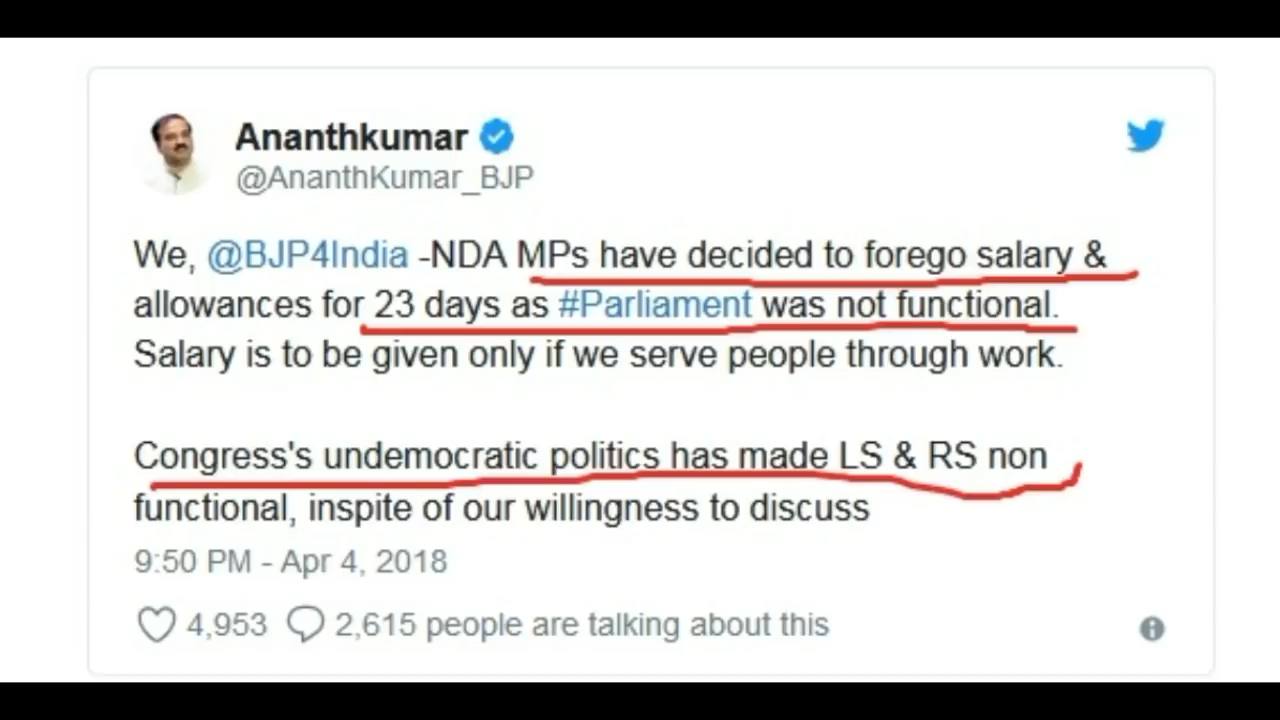 Ananthkumar
@AnanthKumar_BJP
We, @BJP4India -NDA MPs have decided to forego salary &
allowances for 23 days as #Parliament was not functional.
Salary is to be given only if we serve people through work.
Congress's undemocratic politics has made LS & RS non
functional, inspite of our willingness to discuss
9:50 PM - Apr 4, 2018
4,953 2,615 people are talking about this